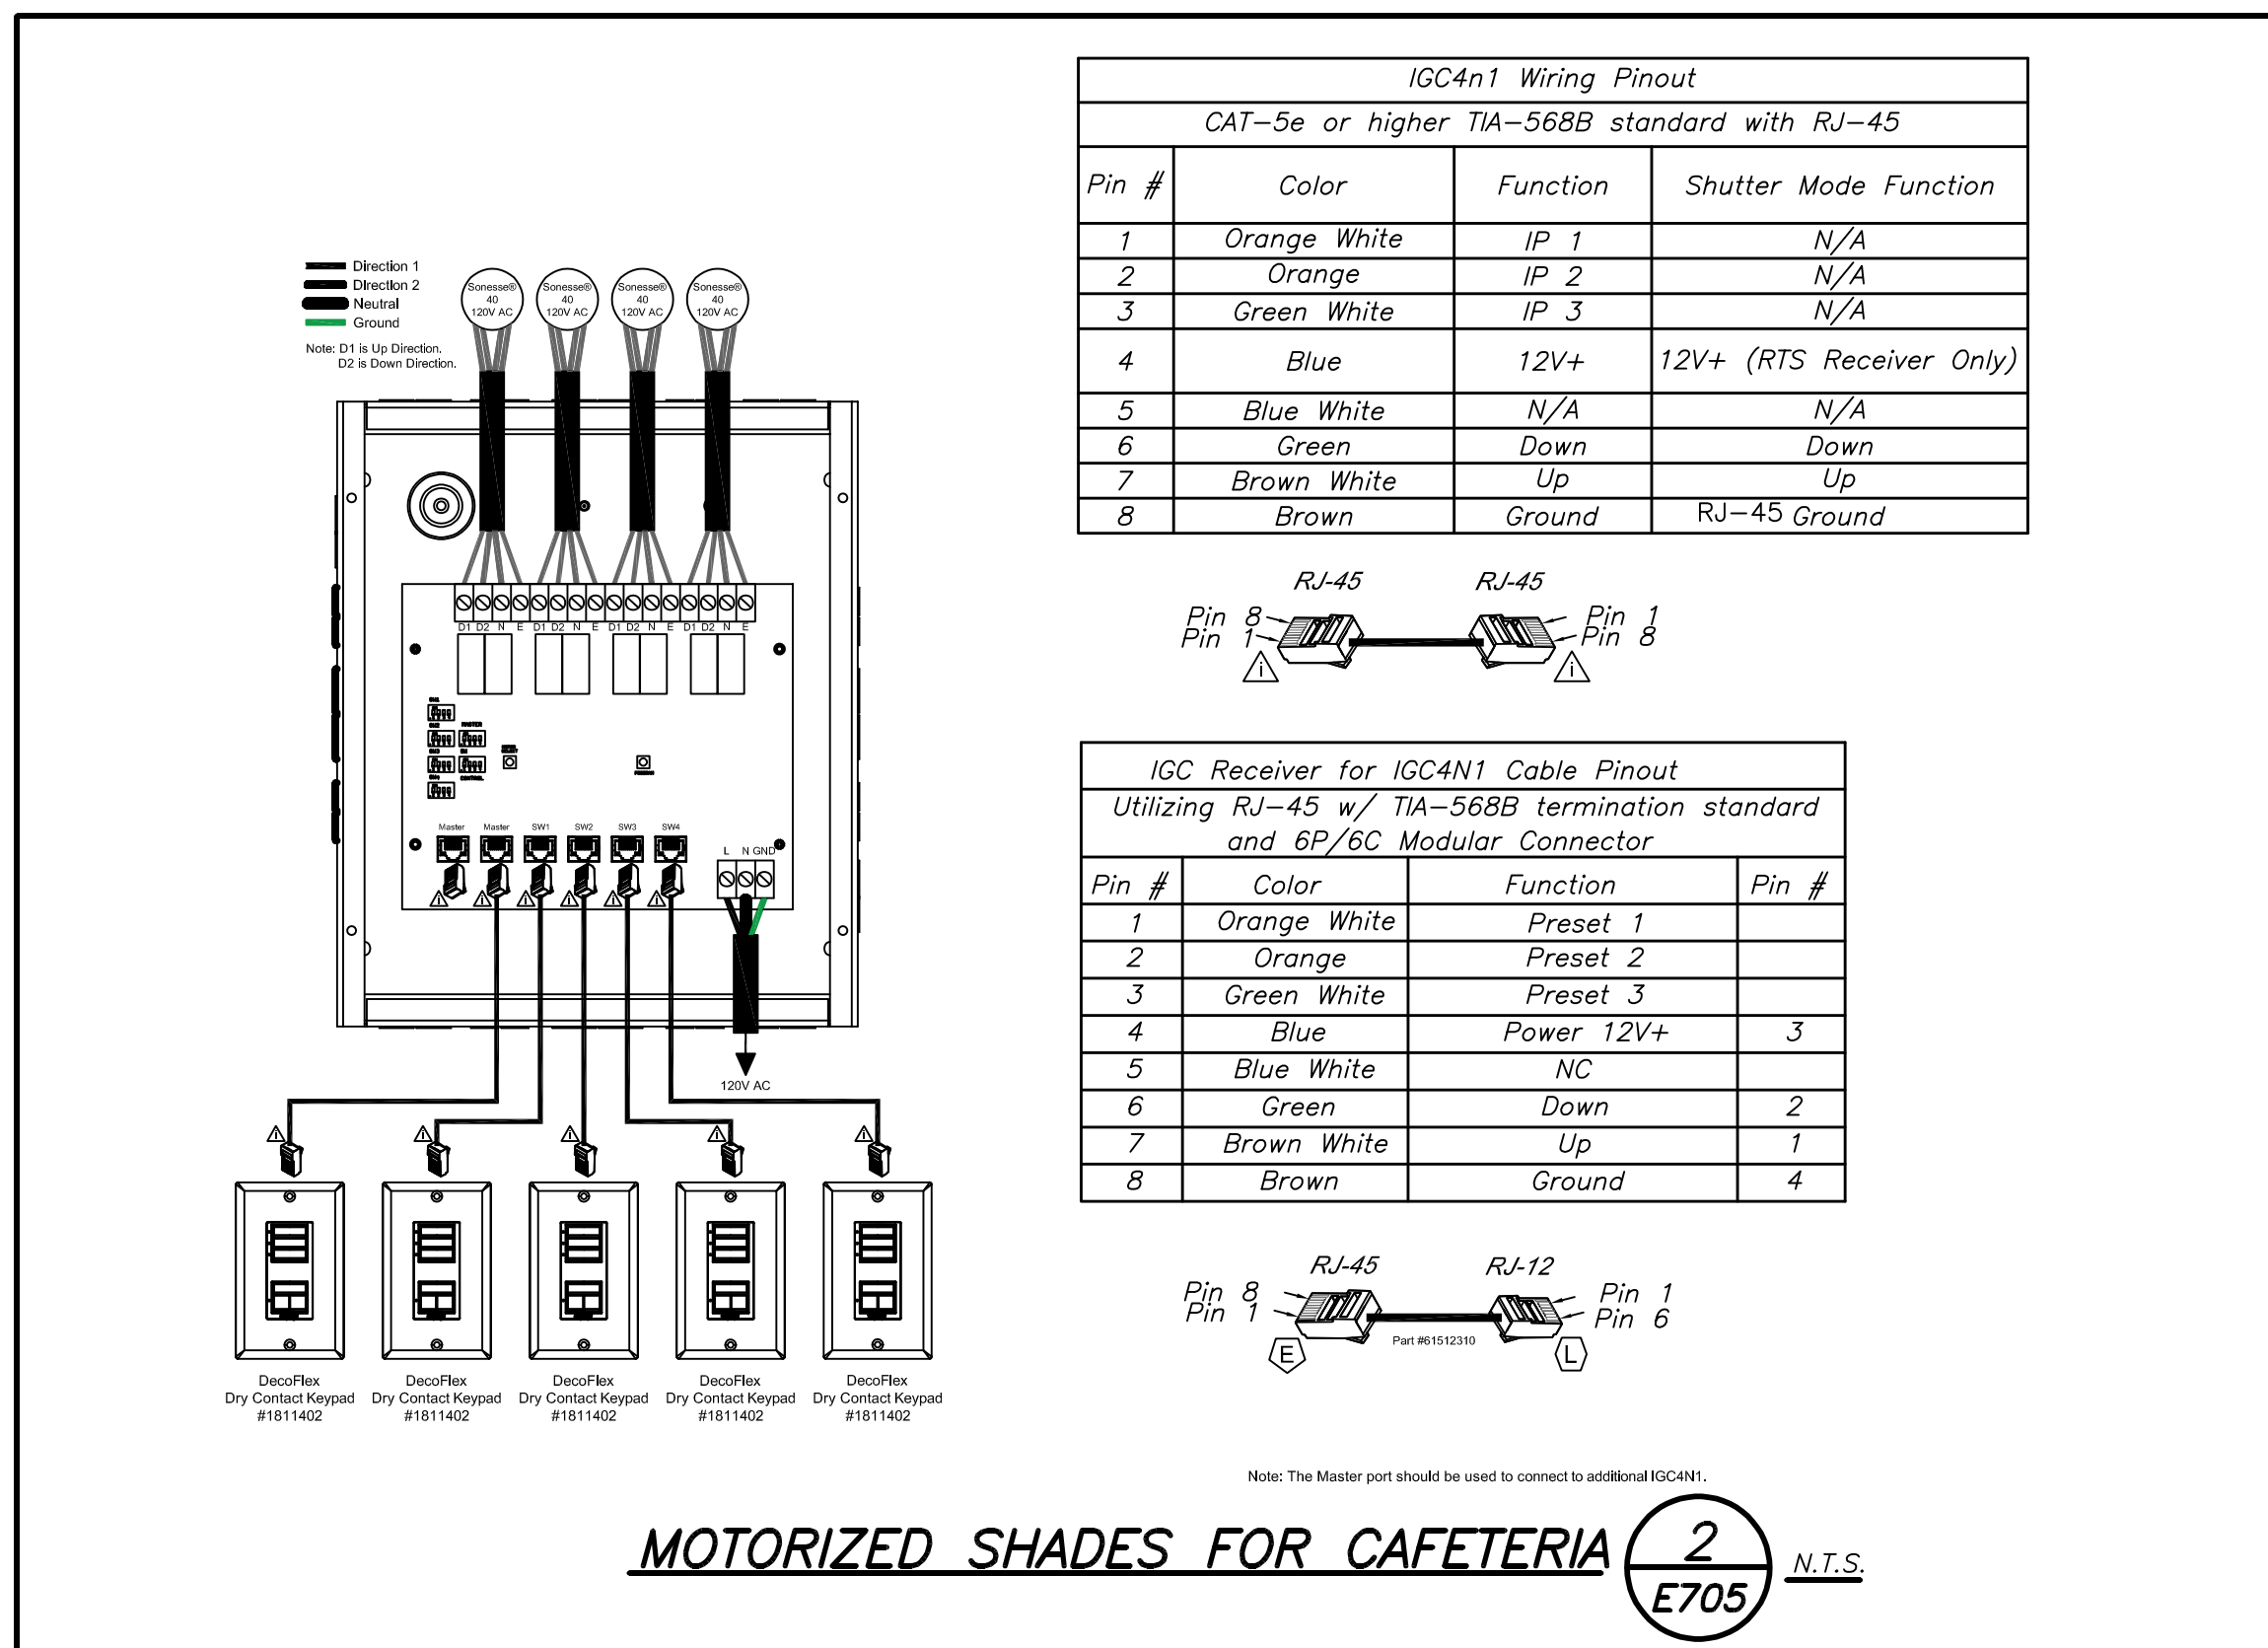 Direction 1
Direction 2
Neutral
Ground
Note: D1 is Up Direction.
D2 is Down Direction.
Sonesse® Sonesse® Sonesse® Sonesse®
40 40 40 40
120V AC 120V AC 120V AC 120V AC
D1 D2 N E D1 D2 N E D1 D2 N E D1 D2 N E
MASTER
CONTROL
Master Master SW1 SW2 SW3 SW4
L N GND
i i i i i i
120V AC
i i i i i
DecoFlex DecoFlex DecoFlex DecoFlex DecoFlex
Dry Contact Keypad Dry Contact Keypad Dry Contact Keypad Dry Contact Keypad Dry Contact Keypad
#1811402 #1811402 #1811402 #1811402 #1811402
IGC4n1 Wiring Pinout
CAT-5e or higher TIA-568B standard with RJ-45
Pin # Color Function Shutter Mode Function
1 Orange White IP 1 N/A
2 Orange IP 2 N/A
3 Green White IP 3 N/A
4 Blue 12V+ 12V+ (RTS Receiver Only)
5 Blue White N/A N/A
6 Green Down Down
7 Brown White Up Up
8 Brown Ground RJ-45 Ground
RJ-45 RJ-45
Pin 8 Pin 1
Pin 1 Pin 8
i i
IGC Receiver for IGC4N1 Cable Pinout
Utilizing RJ-45 w/ TIA-568B termination standard
and 6P/6C Modular Connector
Pin # Color Function Pin #
1 Orange White Preset 1
2 Orange Preset 2
3 Green White Preset 3
4 Blue Power 12V+ 3
5 Blue White NC
6 Green Down 2
7 Brown White Up 1
8 Brown Ground 4
RJ-45 RJ-12
Pin 8 Pin 1
Pin 1 Pin 6
Part #61512310
E L
Note: The Master port should be used to connect to additional IGC4N1.
MOTORIZED SHADES FOR CAFETERIA
2
E705
N.T.S.